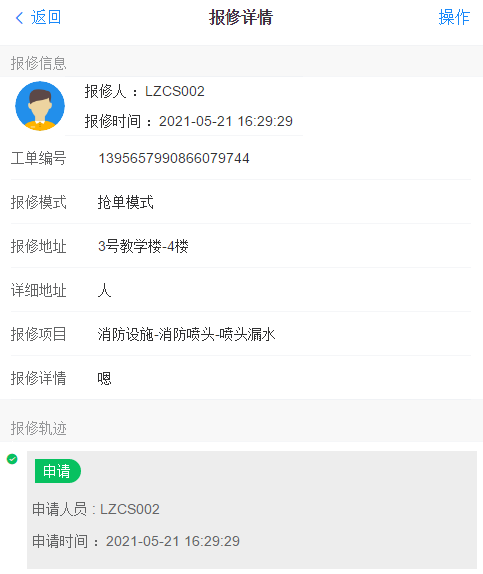 返回 报修详情 操作
报修信息
报修人 ： LZCS002
报修时间 ： 2021-05-21 16:29:29
工单编号 1395657990866079744
报修模式 抢单模式
报修地址 3号教学楼-4楼
详细地址 人
报修项目 消防设施-消防喷头-喷头漏水
报修详情 嗯
报修轨迹
申请
申请人员 : LZCS002
申请时间 ： 2021-05-21 16:29:29